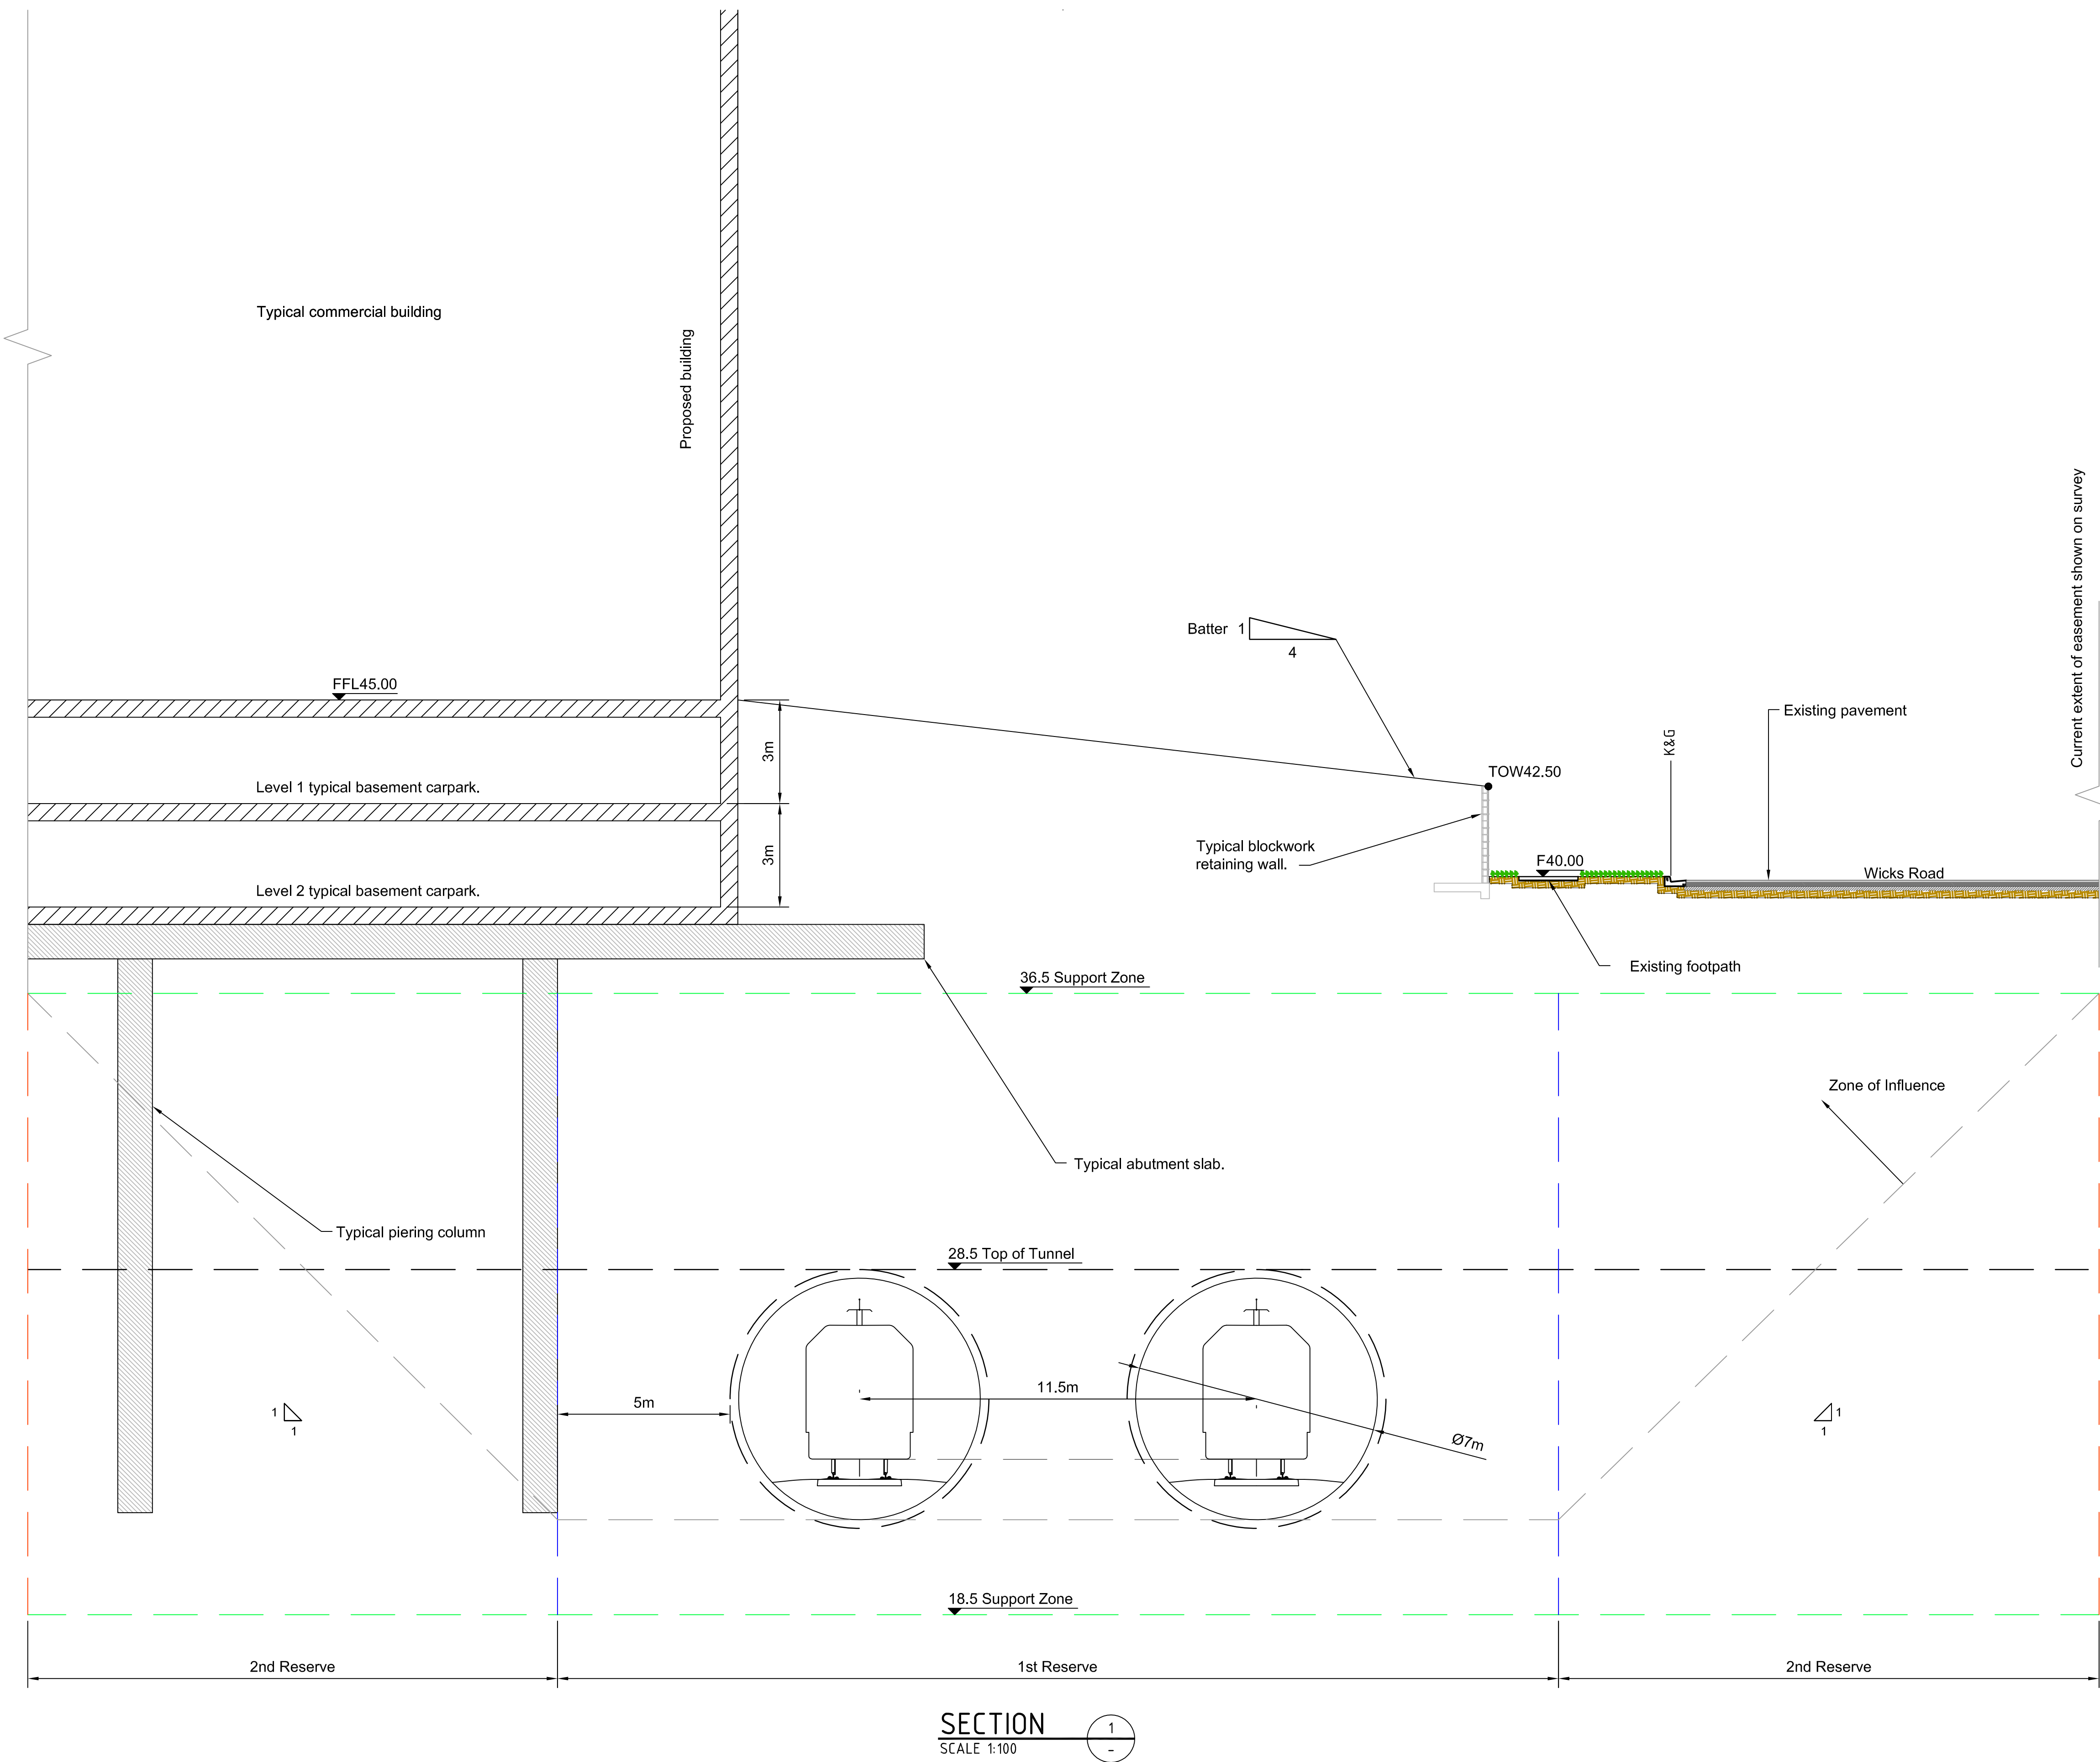 Typical commercial building
Proposed building
Current extent of easement shown on survey
Batter 1
4
FFL45.00
Existing pavement
K&G
3m
TOW42.50
Level 1 typical basement carpark.
Typical blockwork
retaining wall.
3m
F40.00
Wicks Road
Level 2 typical basement carpark.
Existing footpath
36.5 Support Zone
Zone of Influence
Typical abutment slab.
Typical piering column
28.5 Top of Tunnel
11.5m
5m
1
1
1
1
Ø7m
18.5 Support Zone
2nd Reserve
1st Reserve
2nd Reserve
SECTION
SCALE 1:100
1
-